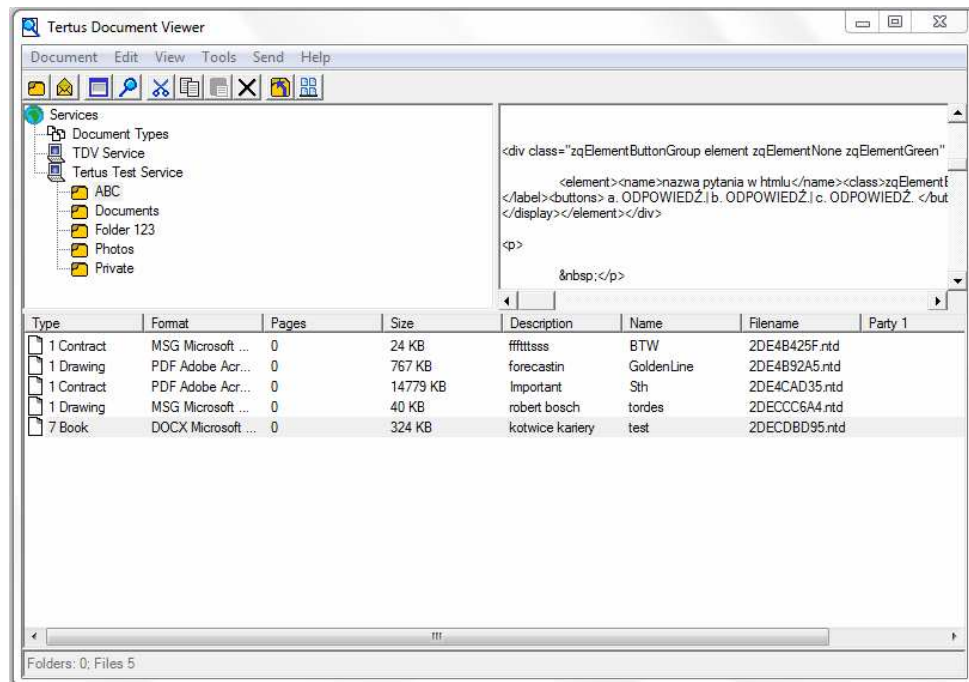 Tertus Document Viewer
Document Edit View Tools Send Help
Services
Document Types
TDV Service
Tertus Test Service
ABC
Documents
Folder 123
Photos
Private
<div class="zqElementButtonGroup element zqElementNone zqElementGreen"
<element><name>nazwa pytania w htmlu</name><class>zqElementE
</label><buttons> a. ODPOWIEDŹ.| b. ODPOWIEDŹ.| c. ODPOWIEDŹ. </but
</display></element></div>
<p>
&nbsp;</p>
Type Format Pages Size Description Name Filename Party 1
1 Contract MSG Microsoft ... 0 24 KB ffftttsss BTW 2DE4B425F.ntd
1 Drawing PDF Adobe Acr... 0 767 KB forecastin GoldenLine 2DE4B92A5.ntd
1 Contract PDF Adobe Acr... 0 14779 KB Important Sth 2DE4CAD35.ntd
1 Drawing MSG Microsoft ... 0 40 KB robert bosch tordes 2DECCC6A4.ntd
7 Book DOCX Microsoft ... 0 324 KB kotwice kariery test 2DECDBD95.ntd
Folders: 0; Files 5